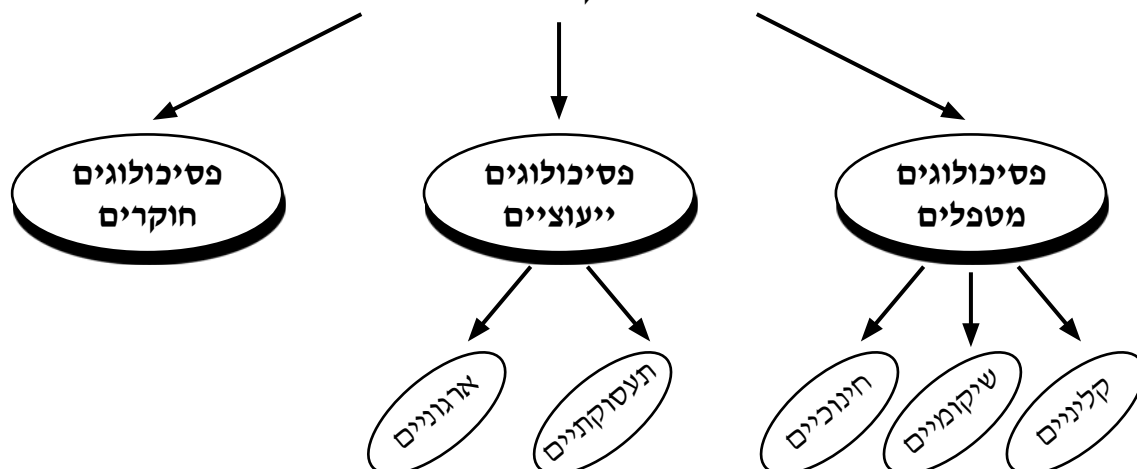 פסיכולוגים
מטפלים
פסיכולוגים
ייעוציים
פסיכולוגים
חוקרים
קליניים
שיקומיים
חינוכיים
תעסוקתיים
ארגוניים